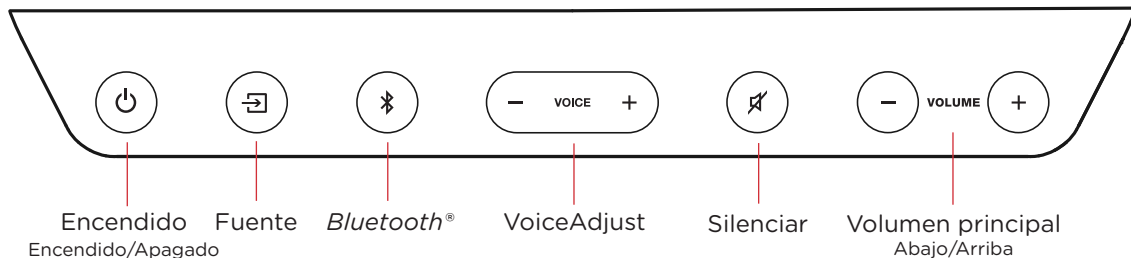 − VOICE +
− VOLUME +
Encendido
Encendido/Apagado
Fuente
Bluetooth®
VoiceAdjust
Silenciar
Volumen principal
Abajo/Arriba